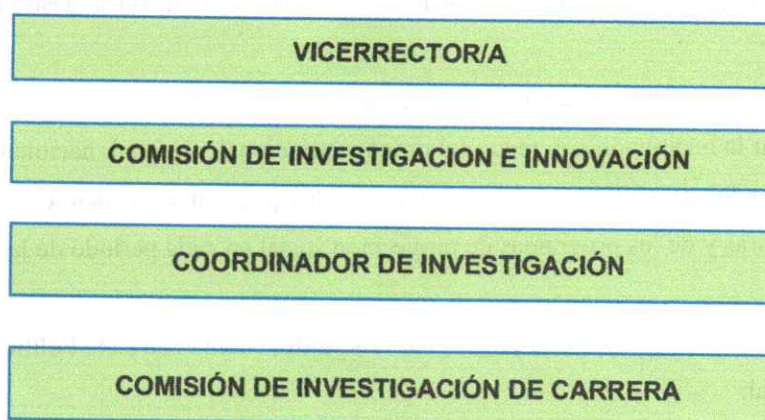 VICERRECTOR/A
COMISIÓN DE INVESTIGACION E INNOVACIÓN
COORDINADOR DE INVESTIGACIÓN
COMISIÓN DE INVESTIGACIÓN DE CARRERA